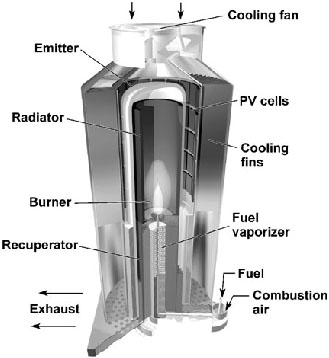 Cooling fan
Emitter
PV cells
Radiator
Cooling
fins
Burner
Fuel
vaporizer
Recuperator
Fuel
Exhaust
Combustion
air